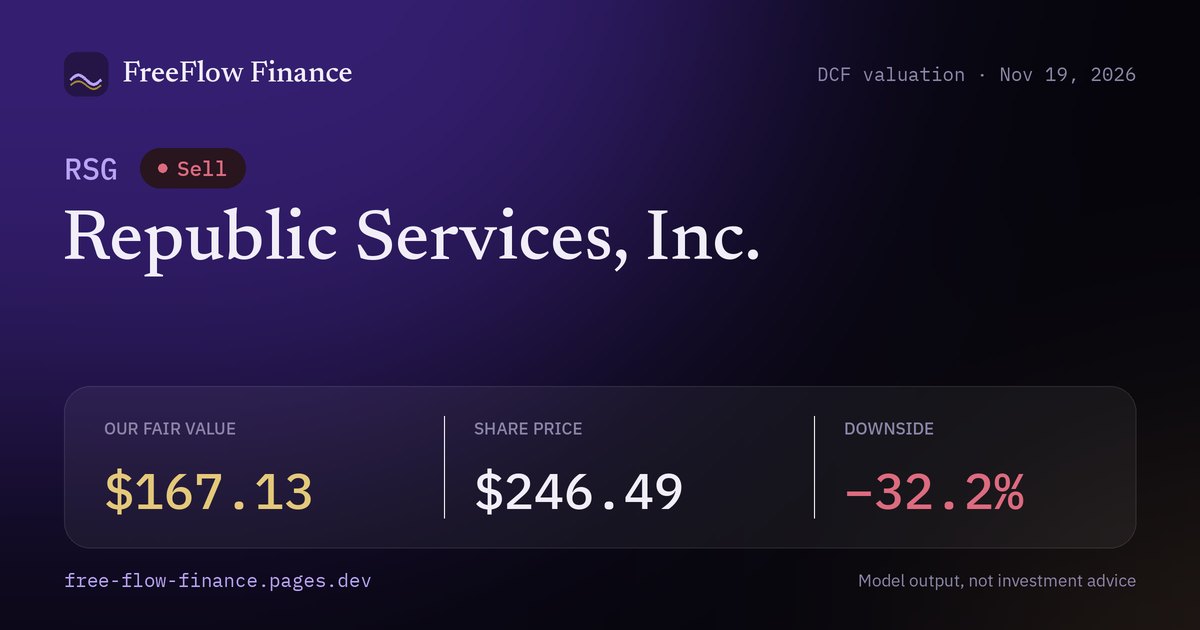 FreeFlow Finance
DCF valuation · Nov 19, 2026
RSG
Sell
Republic Services, Inc.
OUR FAIR VALUE
$167.13
SHARE PRICE
$246.49
DOWNSIDE
−32.2%
free-flow-finance.pages.dev
Model output, not investment advice